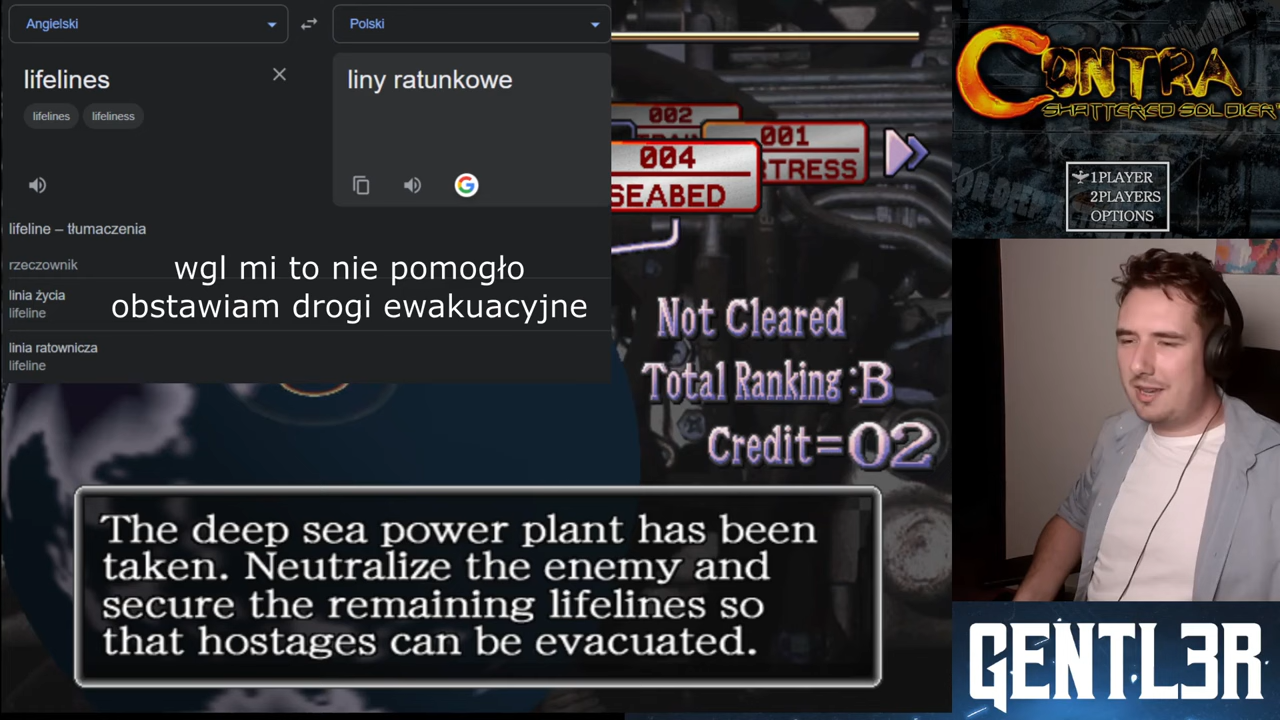 Angielski
Polski
lifelines
lifelines
lifeliness
liny ratunkowe
lifeline – tłumaczenia
rzeczownik
linia życia
lifeline
linia ratownicza
lifeline
wgl mi to nie pomogło
obstawiam drogi ewakuacyjne
002
001
TRESS
004
SEABED
Not Cleared
Total Ranking :B
Credit=02
The deep sea power plant has been
taken. Neutralize the enemy and
secure the remaining lifelines so
that hostages can be evacuated.
CONTRA
SHATTERED SOLDIER
1PLAYER
2PLAYERS
OPTIONS
GENTL3R